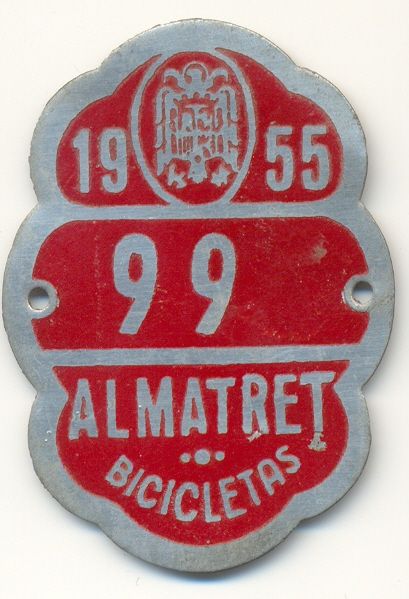 19 55
99
ALMATRET
BICICLETAS